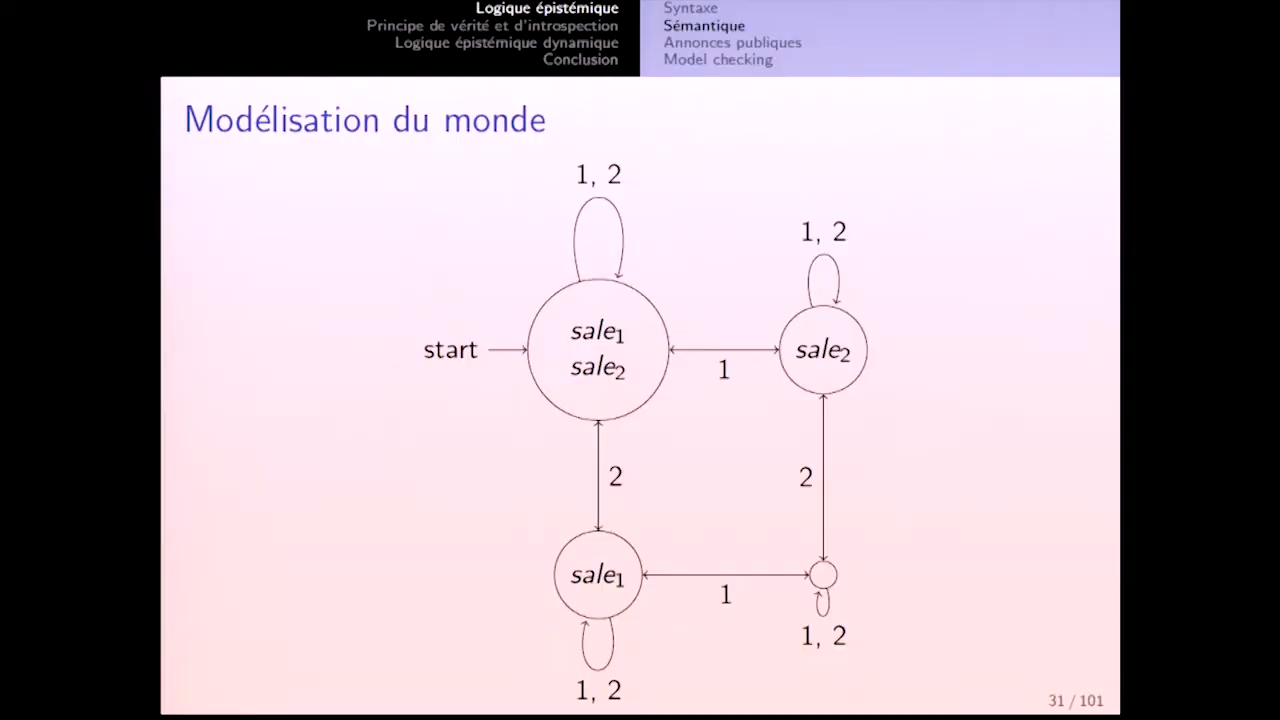 Logique épistémique
Principe de vérité et d'introspection
Logique épistémique dynamique
Conclusion
Syntaxe
Sémantique
Annonces publiques
Model checking
Modélisation du monde
1, 2
1, 2
start
sale1
sale2
1
sale2
2
2
sale1
1
1, 2
1, 2
31 / 101